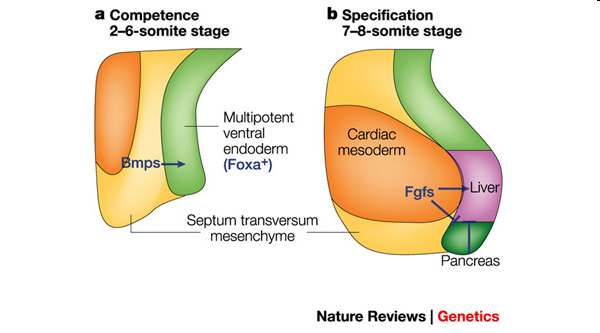 a Competence
2–6-somite stage
b Specification
7–8-somite stage
Multipotent
ventral
endoderm
(Foxa⁺)
Bmps
Cardiac
mesoderm
Fgfs
Liver
Septum transversum
mesenchyme
Pancreas
Nature Reviews | Genetics